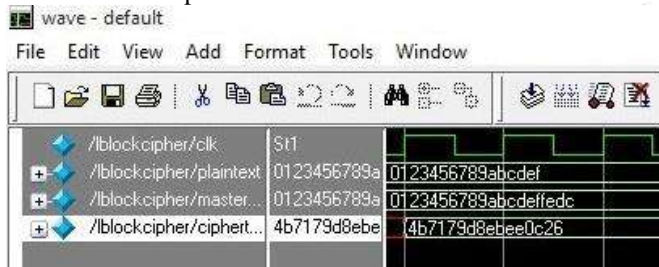 wave - default
File Edit View Add Format Tools Window
/lblockcipher/clk St1
/lblockcipher/plaintext 0123456789a 0123456789abcdef
/lblockcipher/master... 0123456789a 0123456789abcdeffedc
/lblockcipher/ciphert... 4b7179d8ebe 4b7179d8ebee0c26